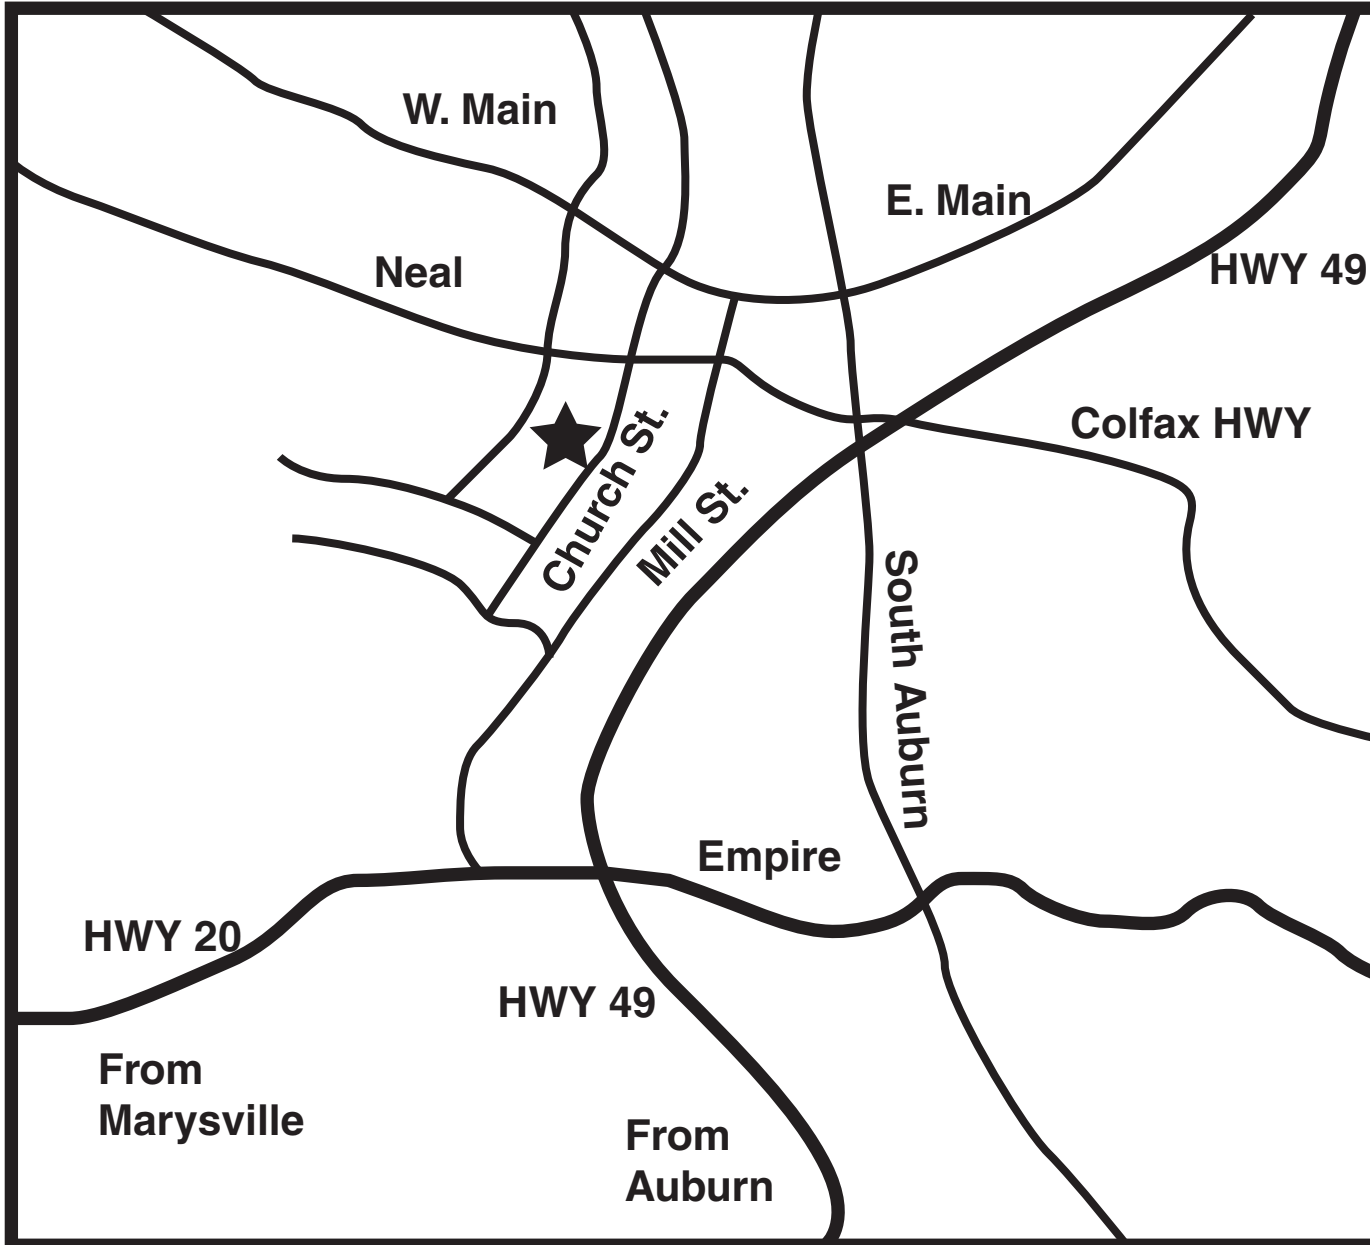 W. Main
E. Main
Neal
HWY 49
Colfax HWY
Church St.
Mill St.
South Auburn
Empire
HWY 20
HWY 49
From
Marysville
From
Auburn